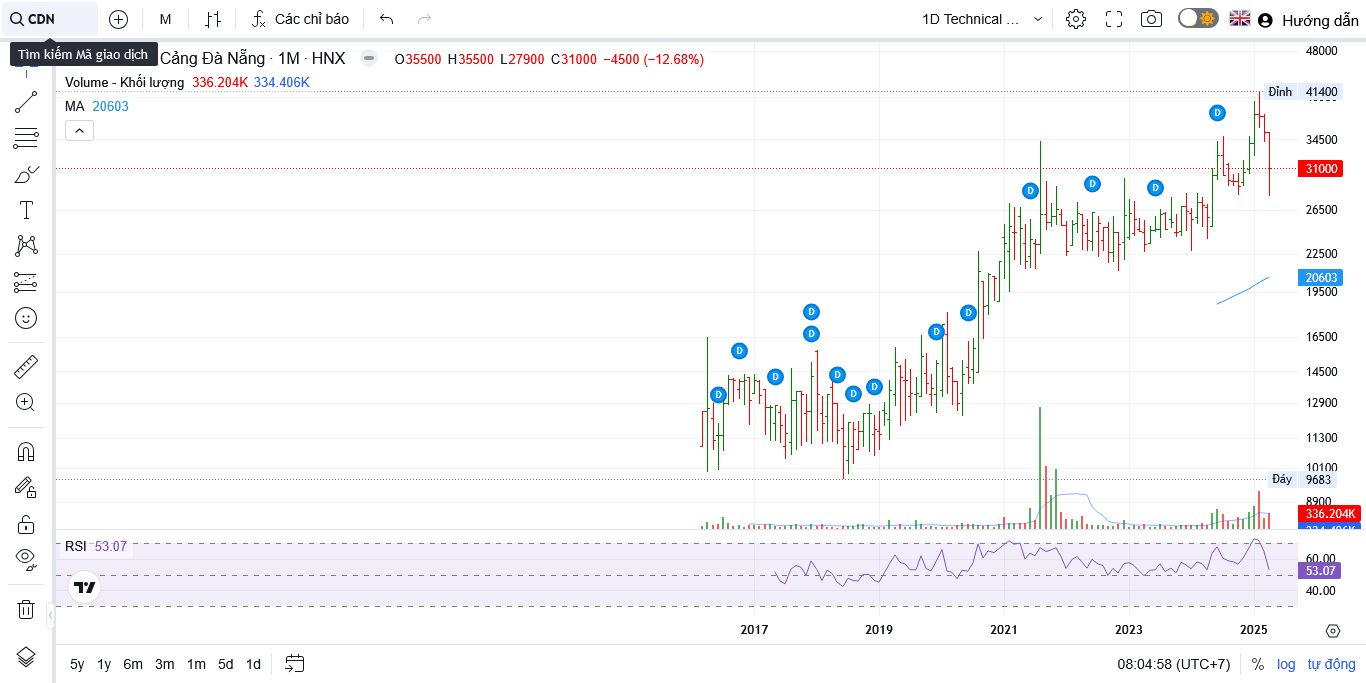 CDN
M
Các chỉ báo
1D Technical ...
Hướng dẫn
Tìm kiếm Mã giao dịch
Cảng Đà Nẵng · 1M · HNX
O35500 H35500 L27900 C31000 −4500 (−12.68%)
Volume - Khối lượng 336.204K 334.406K
MA 20603
48000
Đỉnh 41400
34500
31000
26500
22500
20603
19500
16500
14500
12900
11300
10100
Đáy 9683
8900
336.204K
334.406K
D
D
D
D
D
D
D
D
D
D
D
D
D
D
RSI 53.07
60.00
53.07
40.00
2017 2019 2021 2023 2025
5y 1y 6m 3m 1m 5d 1d
08:04:58 (UTC+7)
% log tự động